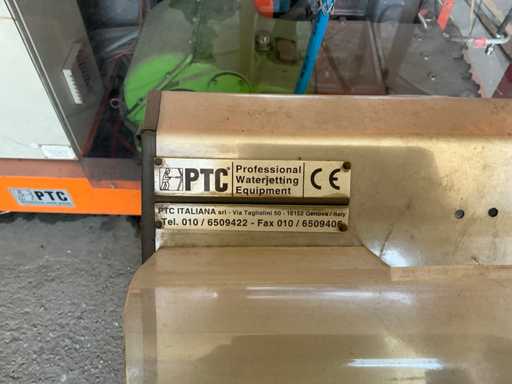 PTC
Professional
Waterjetting
Equipment
CE
PTC ITALIANA srl - Via Tagliolini 50 - 16152 Genova / Italy
Tel. 010 / 6509422 - Fax 010 / 6509406
PTC